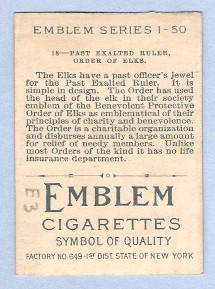 EMBLEM SERIES 1-50
18—PAST EXALTED RULER,
ORDER OF ELKS.
The Elks have a past officer's jewel
for the Past Exalted Ruler. It
is simple in design. The Order has used
the head of the elk in their society
emblem of the Benevolent Protective
Order of Elks as emblematical of their
principles of charity and benevolence.
The Order is a charitable organization
and disburses annually a large amount
for relief of needy members. Unlike
most Orders of the kind it has no life
insurance department.
E3
EMBLEM
CIGARETTES
SYMBOL OF QUALITY
FACTORY NO 649-1ST DIST. STATE OF NEW YORK